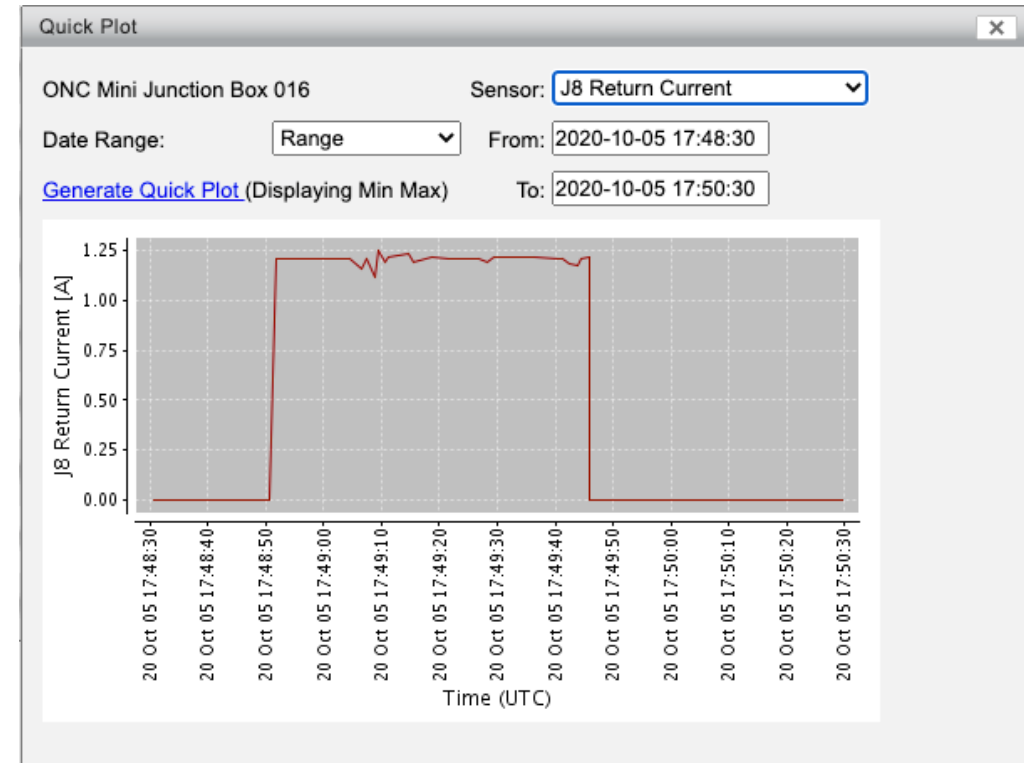 Quick Plot
ONC Mini Junction Box 016 Sensor: J8 Return Current
Date Range: Range From: 2020-10-05 17:48:30
Generate Quick Plot (Displaying Min Max) To: 2020-10-05 17:50:30
J8 Return Current [A]
1.25
1.00
0.75
0.50
0.25
0.00
20 Oct 05 17:48:30
20 Oct 05 17:48:40
20 Oct 05 17:48:50
20 Oct 05 17:49:00
20 Oct 05 17:49:10
20 Oct 05 17:49:20
20 Oct 05 17:49:30
20 Oct 05 17:49:40
20 Oct 05 17:49:50
20 Oct 05 17:50:00
20 Oct 05 17:50:10
20 Oct 05 17:50:20
20 Oct 05 17:50:30
Time (UTC)